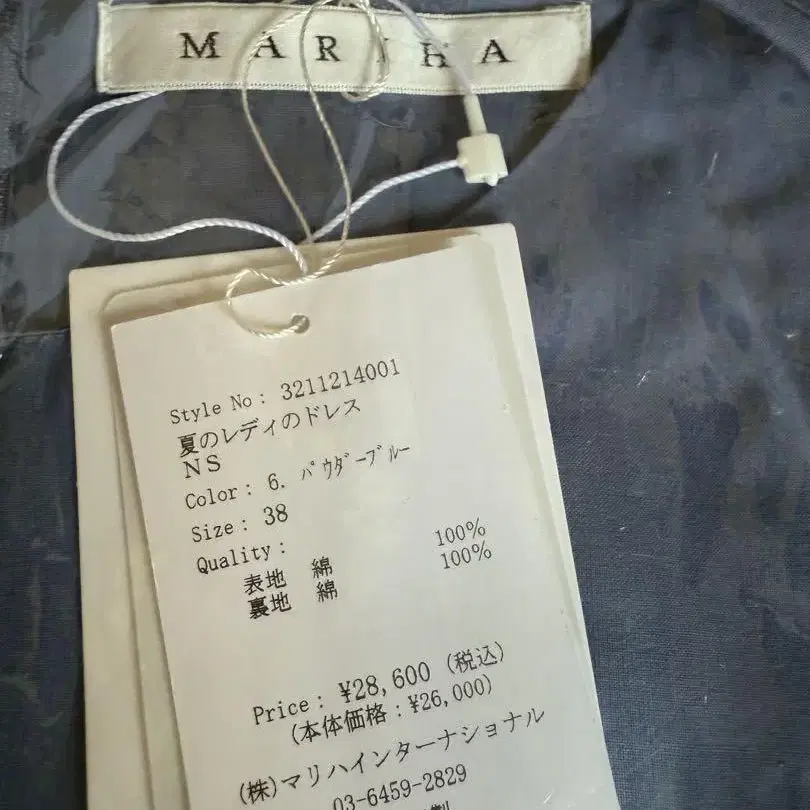 MARIHA
Style No: 3211214001
夏のレディのドレス
NS
Color: 6. パウダーブルー
Size: 38
Quality:
表地 綿 100%
裏地 綿 100%
Price: ¥28,600 (税込)
(本体価格:¥26,000)
(株)マリハインターナショナル
03-6459-2829